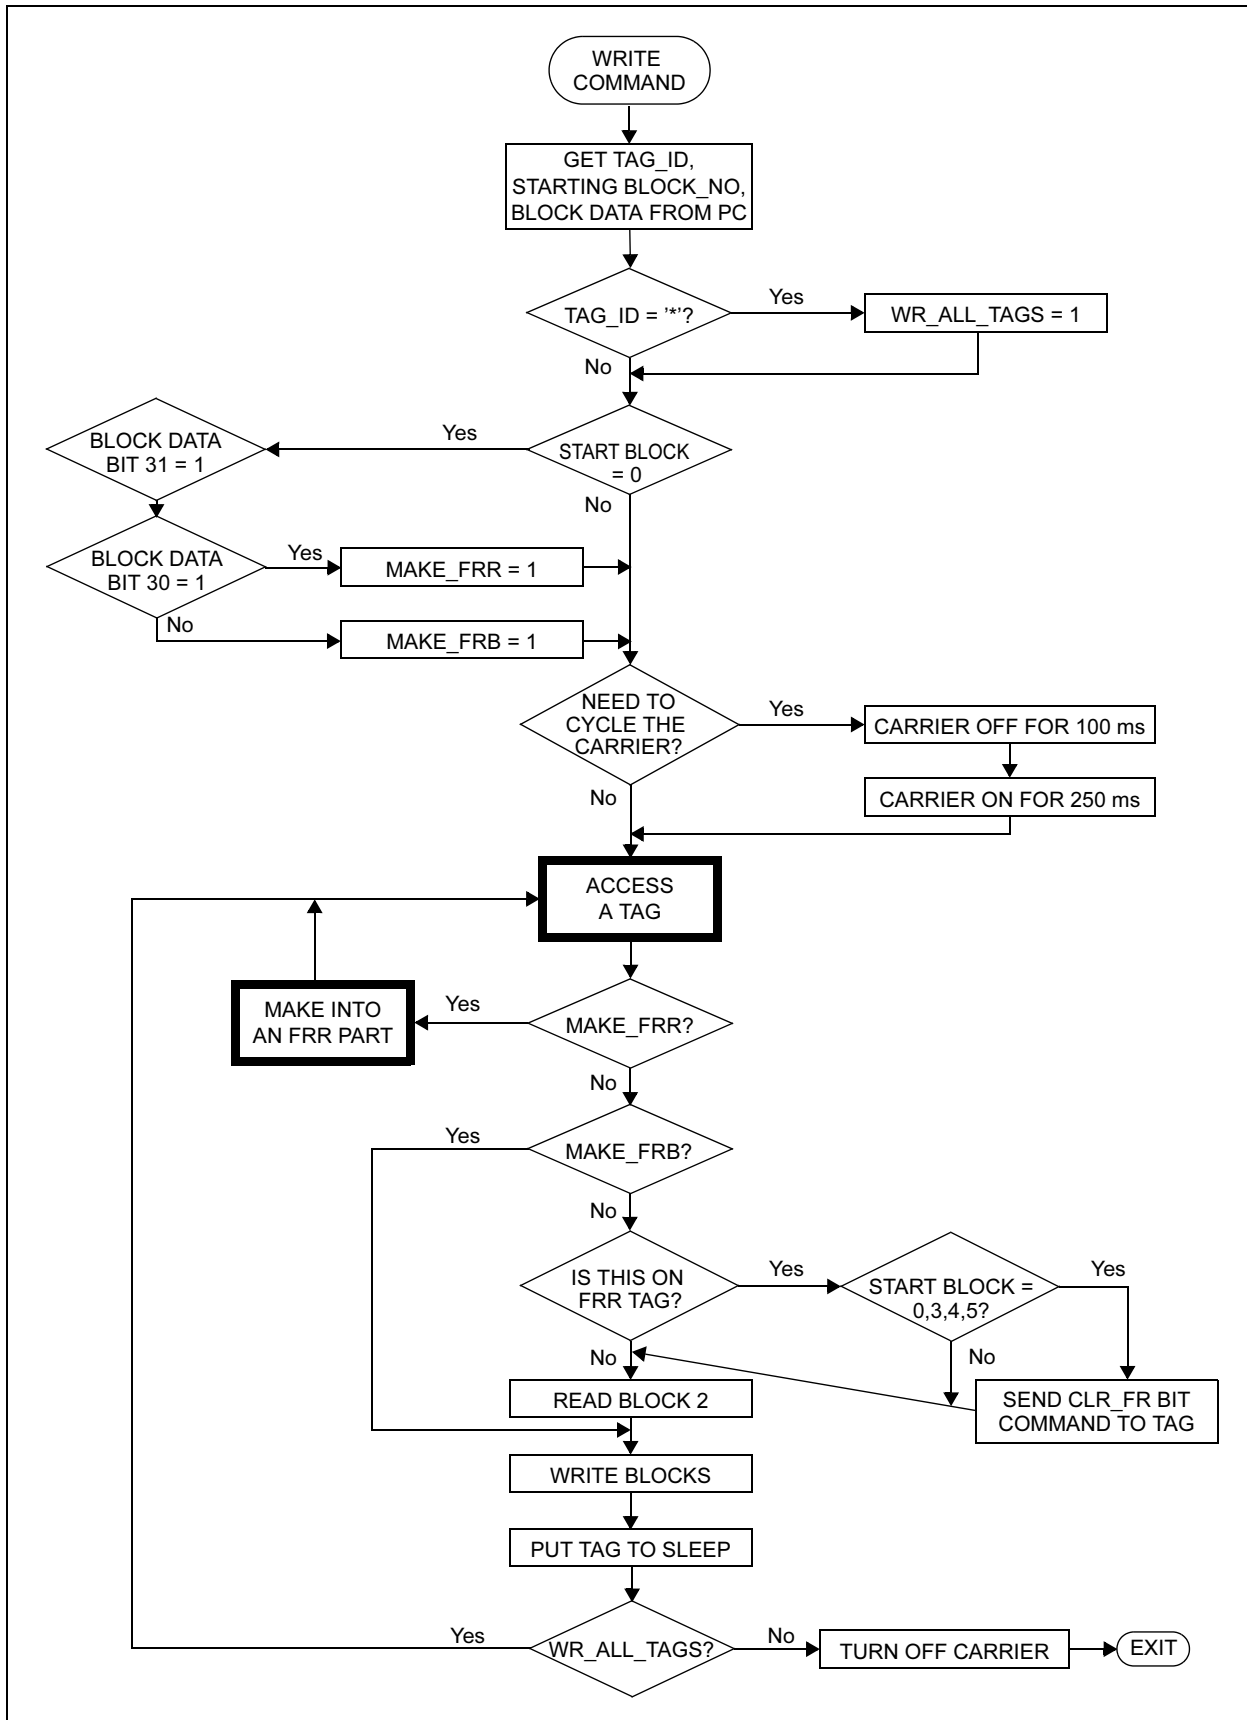 WRITE
COMMAND
GET TAG_ID,
STARTING BLOCK_NO,
BLOCK DATA FROM PC
TAG_ID = '*'?
Yes
WR_ALL_TAGS = 1
No
START BLOCK
= 0
Yes
BLOCK DATA
BIT 31 = 1
No
BLOCK DATA
BIT 30 = 1
Yes
MAKE_FRR = 1
No
MAKE_FRB = 1
NEED TO
CYCLE THE
CARRIER?
Yes
CARRIER OFF FOR 100 ms
CARRIER ON FOR 250 ms
No
ACCESS
A TAG
MAKE_FRR?
Yes
MAKE INTO
AN FRR PART
No
MAKE_FRB?
Yes
No
IS THIS ON
FRR TAG?
Yes
START BLOCK =
0,3,4,5?
Yes
No
No
SEND CLR_FR BIT
COMMAND TO TAG
READ BLOCK 2
WRITE BLOCKS
PUT TAG TO SLEEP
WR_ALL_TAGS?
Yes
No
TURN OFF CARRIER
EXIT